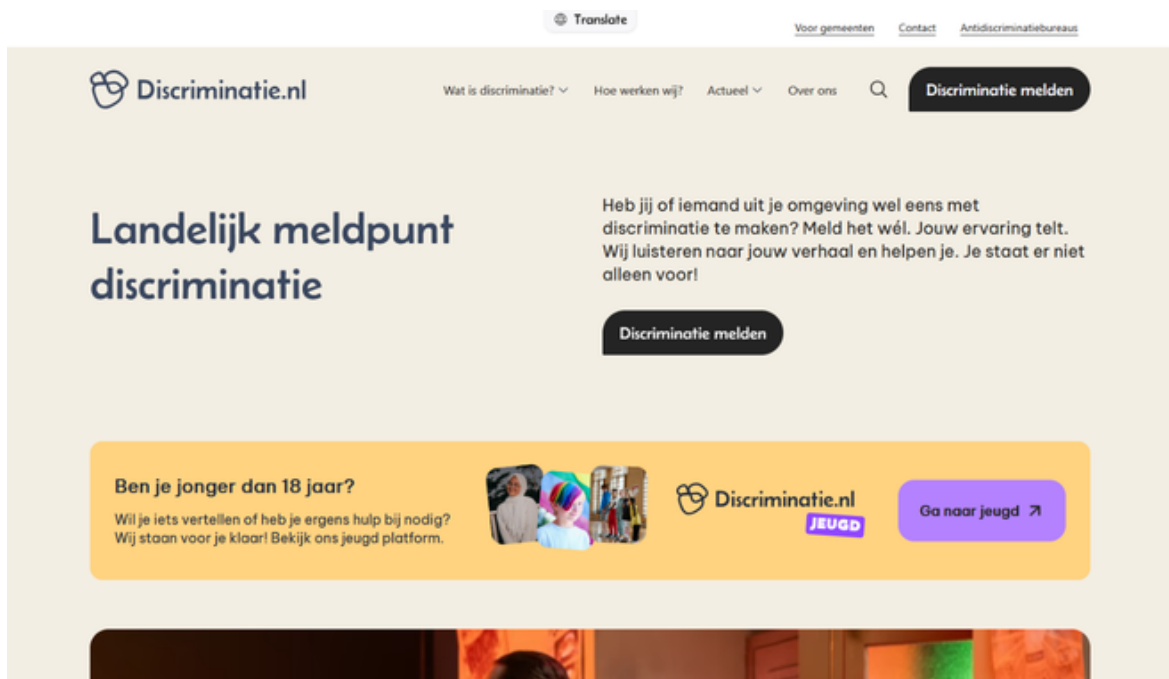 Translate
Voor gemeenten
Contact
Antidiscriminatiebureaus
Discriminatie.nl
Wat is discriminatie?
Hoe werken wij?
Actueel
Over ons
Discriminatie melden
Landelijk meldpunt
discriminatie
Heb jij of iemand uit je omgeving wel eens met
discriminatie te maken? Meld het wél. Jouw ervaring telt.
Wij luisteren naar jouw verhaal en helpen je. Je staat er niet
alleen voor!
Discriminatie melden
Ben je jonger dan 18 jaar?
Wil je iets vertellen of heb je ergens hulp bij nodig?
Wij staan voor je klaar! Bekijk ons jeugd platform.
Discriminatie.nl
JEUGD
Ga naar jeugd